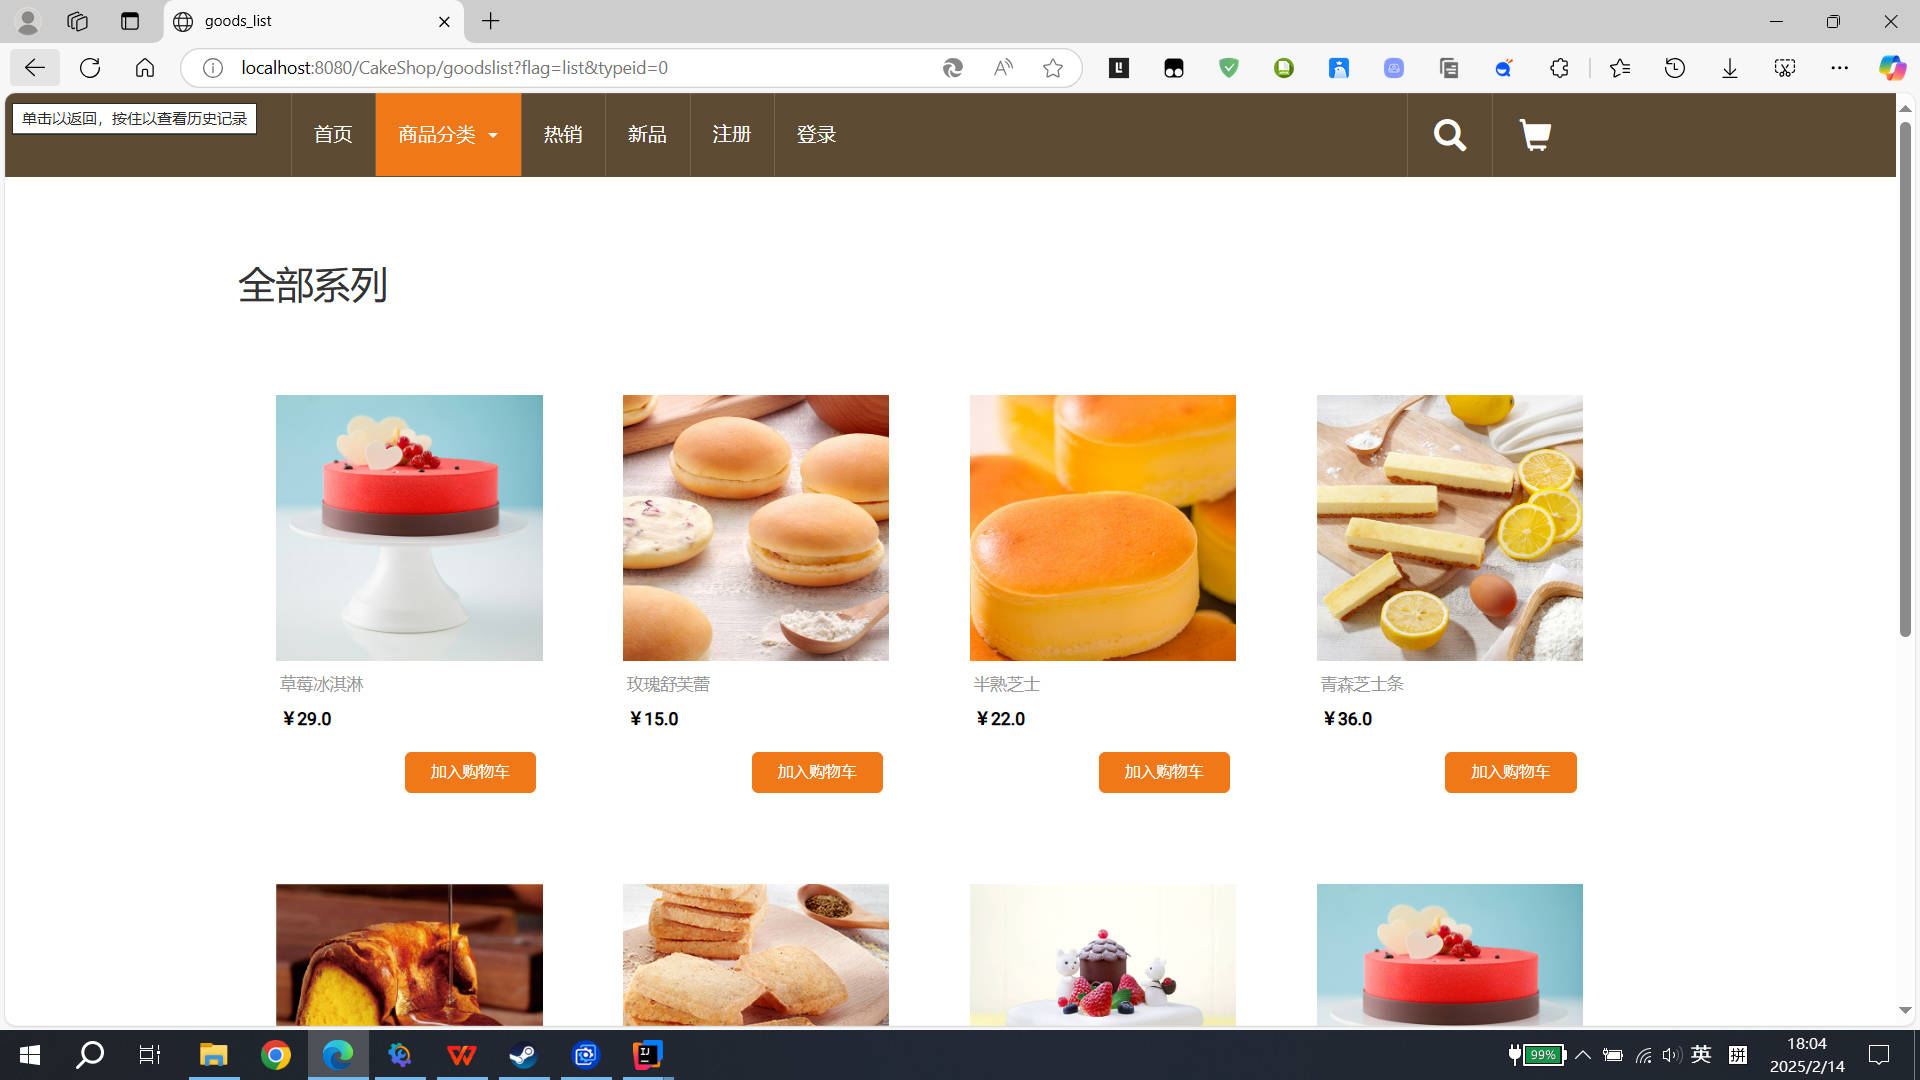 goods_list
localhost:8080/CakeShop/goodslist?flag=list&typeid=0
单击以返回，按住以查看历史记录
首页
商品分类
热销
新品
注册
登录
全部系列
草莓冰淇淋
玫瑰舒芙蕾
半熟芝士
青森芝士条
¥29.0
¥15.0
¥22.0
¥36.0
加入购物车
加入购物车
加入购物车
加入购物车
99%
英
拼
18:04
2025/2/14